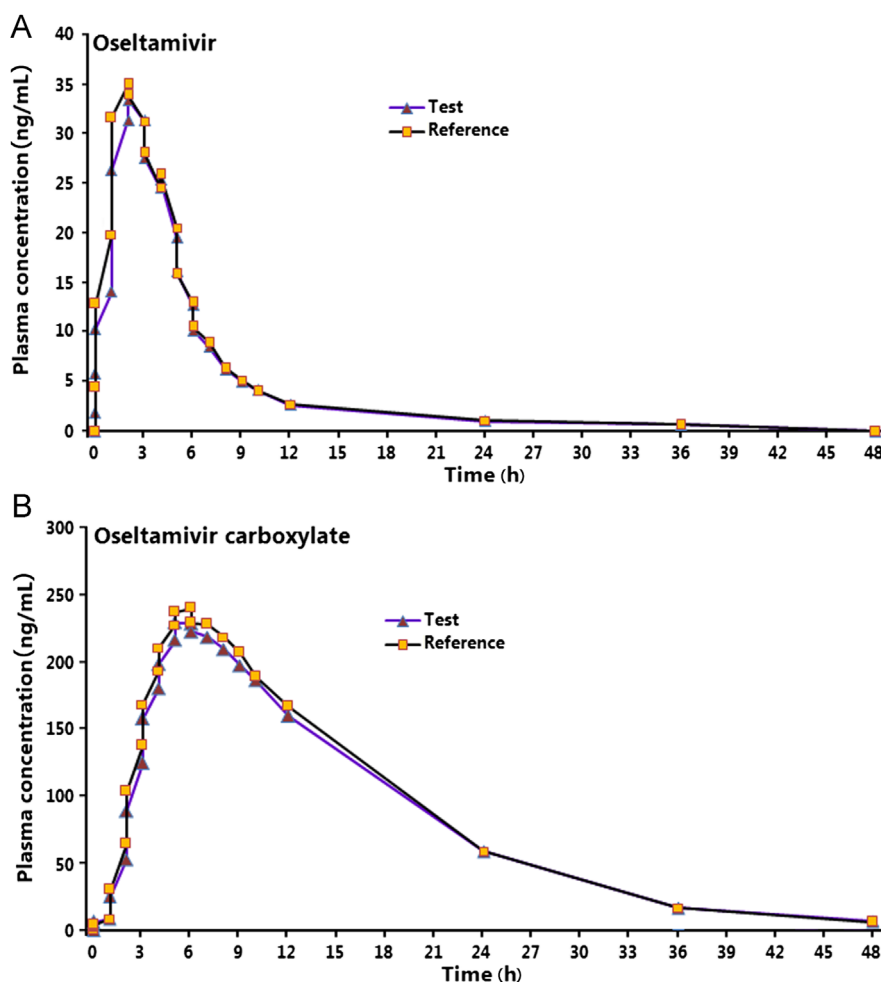 A
Oseltamivir
Plasma concentration(ng/mL)
40
35
30
25
20
15
10
5
0
Test
Reference
0 3 6 9 12 15 18 21 24 27 30 33 36 39 42 45 48
Time (h)
B
Oseltamivir carboxylate
Plasma concentration(ng/mL)
300
250
200
150
100
50
0
Test
Reference
0 3 6 9 12 15 18 21 24 27 30 33 36 39 42 45 48
Time (h)